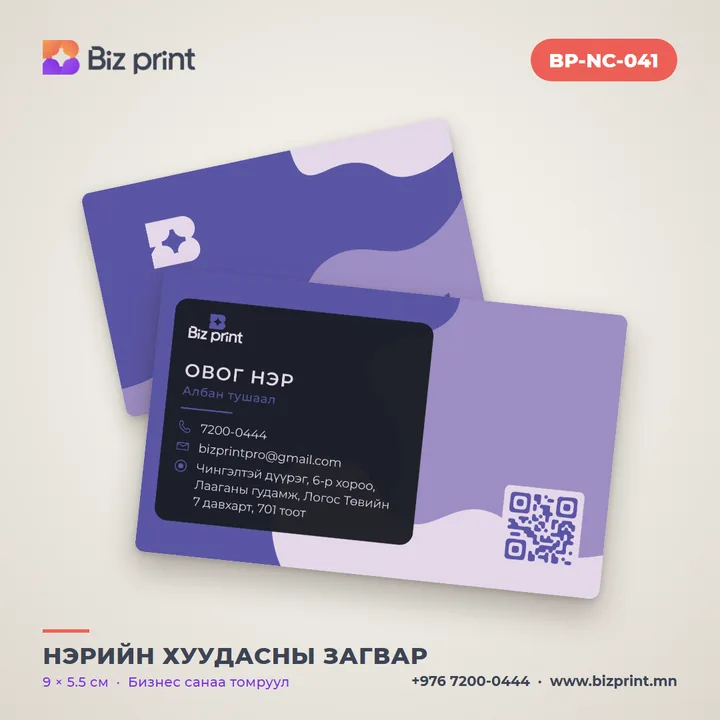 Biz print
BP-NC-041
Biz print
ОВОГ НЭР
Албан тушаал
7200-0444
bizprintpro@gmail.com
Чингэлтэй дүүрэг, 6-р хороо,
Лааганы гудамж, Логос Төвийн
7 давхарт, 701 тоот
НЭРИЙН ХУУДАСНЫ ЗАГВАР
9 × 5.5 см · Бизнес санаа томруул
+976 7200-0444 · www.bizprint.mn